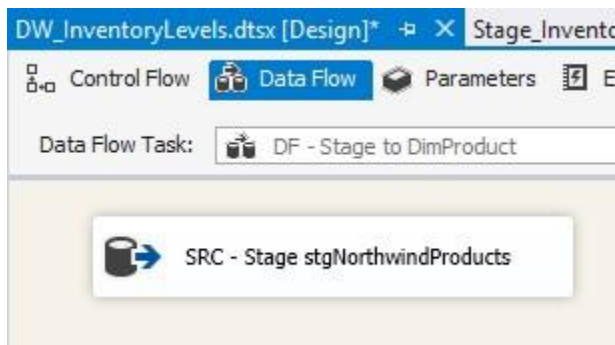 DW_InventoryLevels.dtsx [Design]* Stage_Invento
Control Flow Data Flow Parameters E
Data Flow Task: DF - Stage to DimProduct
SRC - Stage stgNorthwindProducts